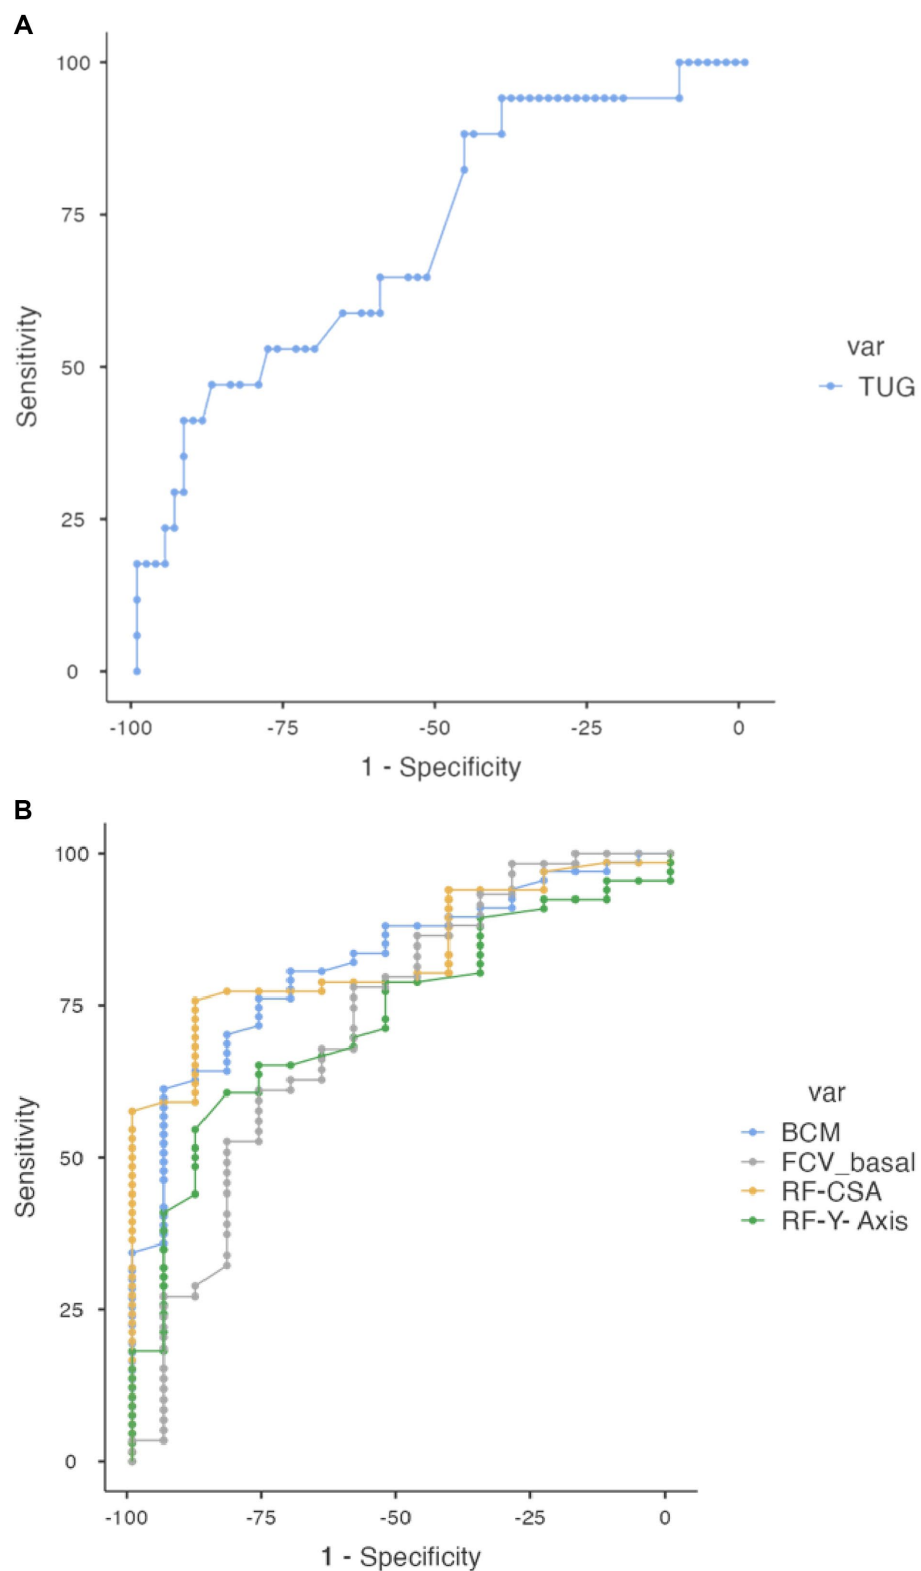 A
100
75
50
25
0
Sensitivity
-100 -75 -50 -25 0
1 - Specificity
var
TUG
B
100
75
50
25
0
Sensitivity
-100 -75 -50 -25 0
1 - Specificity
var
BCM
FCV_basal
RF-CSA
RF-Y- Axis